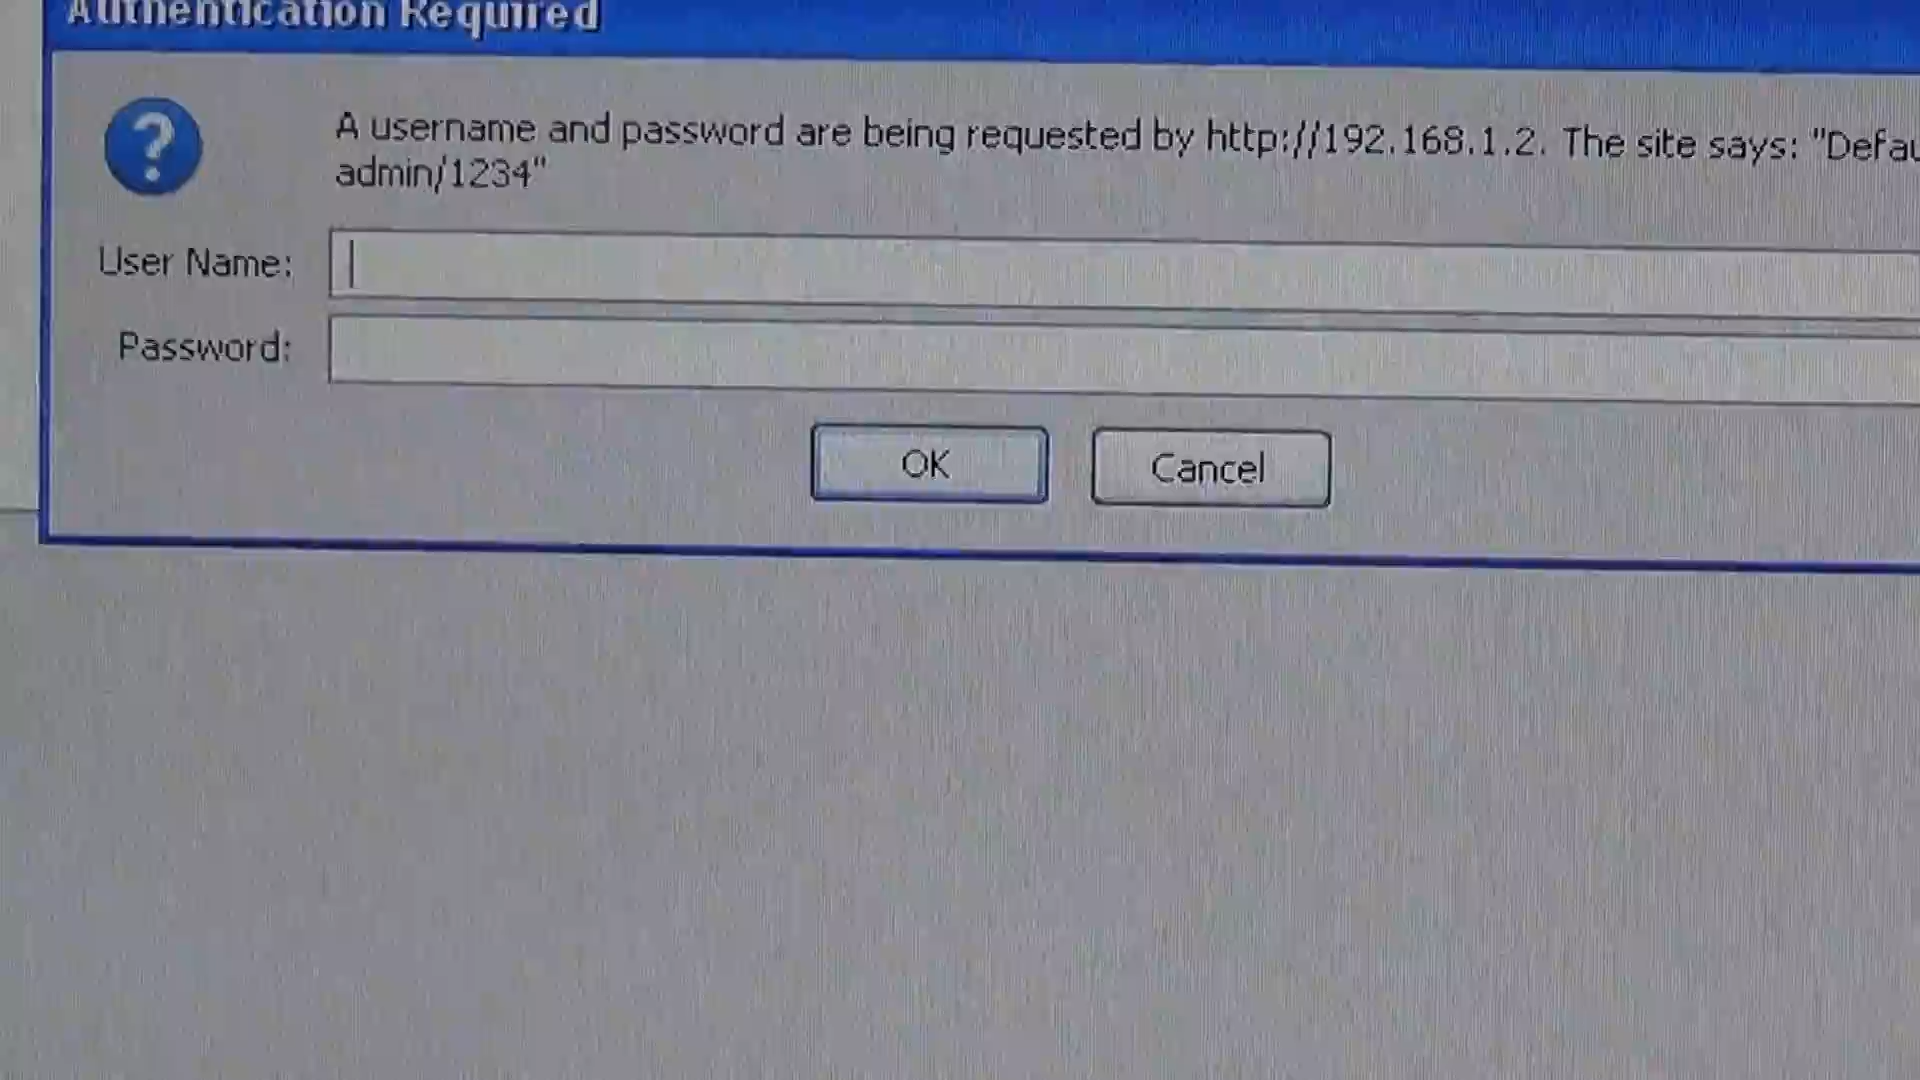 Authentication Required
A username and password are being requested by http://192.168.1.2. The site says: "Defau
admin/1234"
User Name:
Password:
OK
Cancel